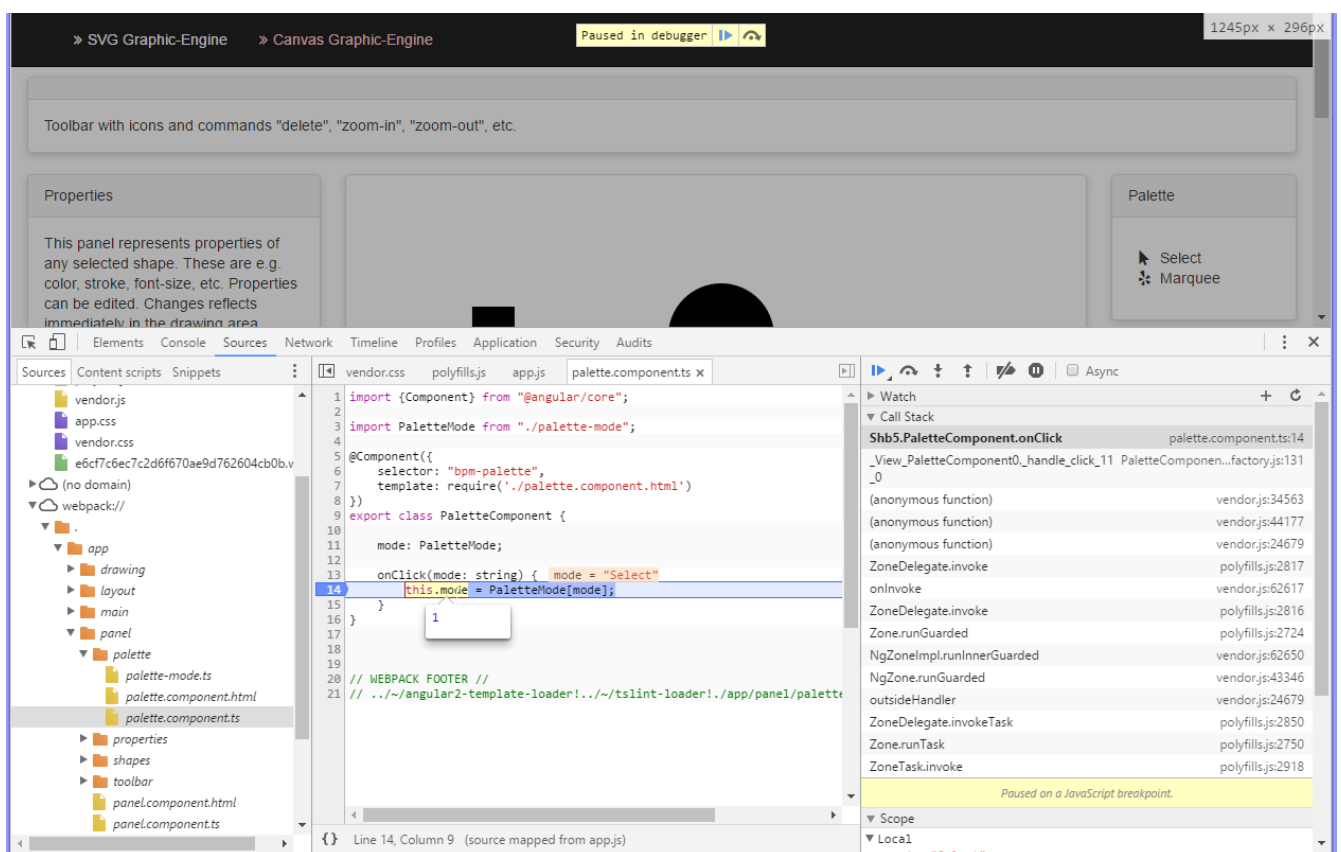 » SVG Graphic-Engine
» Canvas Graphic-Engine
Paused in debugger
1245px × 296px
Toolbar with icons and commands "delete", "zoom-in", "zoom-out", etc.
Properties
This panel represents properties of
any selected shape. These are e.g.
color, stroke, font-size, etc. Properties
can be edited. Changes reflects
immediately in the drawing area
Palette
Select
Marquee
Elements Console Sources Network Timeline Profiles Application Security Audits
Sources Content scripts Snippets
vendor.js
app.css
vendor.css
e6cf7c6ec7c2d6f670ae9d762604cb0b.v
(no domain)
webpack://
.
app
drawing
layout
main
panel
palette
palette-mode.ts
palette.component.html
palette.component.ts
properties
shapes
toolbar
panel.component.html
panel.component.ts
vendor.css polyfills.js app.js palette.component.ts x
1 import {Component} from "@angular/core";
2
3 import PaletteMode from "./palette-mode";
4
5 @Component({
6 selector: "bpm-palette",
7 template: require('./palette.component.html')
8 })
9 export class PaletteComponent {
10
11 mode: PaletteMode;
12
13 onClick(mode: string) { mode = "Select"
14 this.mode = PaletteMode[mode];
15 }
1
16 }
17
18
19
20 // WEBPACK FOOTER //
21 // ../~/angular2-template-loader!../~/tslint-loader!./app/panel/palette
{} Line 14, Column 9 (source mapped from app.js)
Async
Watch
Call Stack
Shb5.PaletteComponent.onClick palette.component.ts:14
_View_PaletteComponent0._handle_click_11 PaletteComponen...factory.js:131
_0
(anonymous function) vendor.js:34563
(anonymous function) vendor.js:44177
(anonymous function) vendor.js:24679
ZoneDelegate.invoke polyfills.js:2817
onInvoke vendor.js:62617
ZoneDelegate.invoke polyfills.js:2816
Zone.runGuarded polyfills.js:2724
NgZoneImpl.runInnerGuarded vendor.js:62650
NgZone.runGuarded vendor.js:43346
outsideHandler vendor.js:24679
ZoneDelegate.invokeTask polyfills.js:2850
Zone.runTask polyfills.js:2750
ZoneTask.invoke polyfills.js:2918
Paused on a JavaScript breakpoint.
Scope
Local